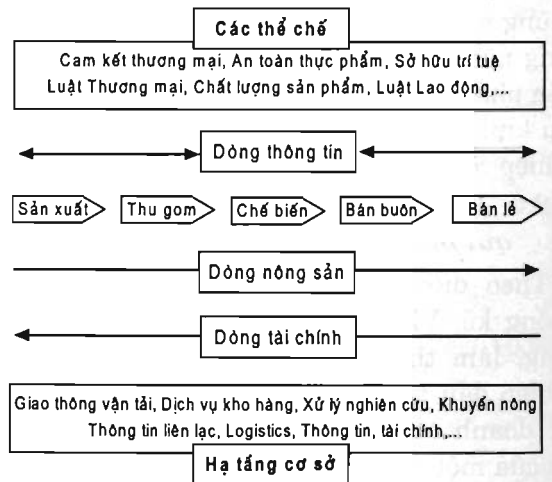 Các thể chế
Cam kết thương mại, An toàn thực phẩm, Sở hữu trí tuệ
Luật Thương mại, Chất lượng sản phẩm, Luật Lao động,...
Dòng thông tin
Sản xuất Thu gom Chế biến Bán buôn Bán lẻ
Dòng nông sản
Dòng tài chính
Giao thông vận tải, Dịch vụ kho hàng, Xử lý nghiên cứu, Khuyến nông
Thông tin liên lạc, Logistics, Thông tin, tài chính,...
Hạ tầng cơ sở